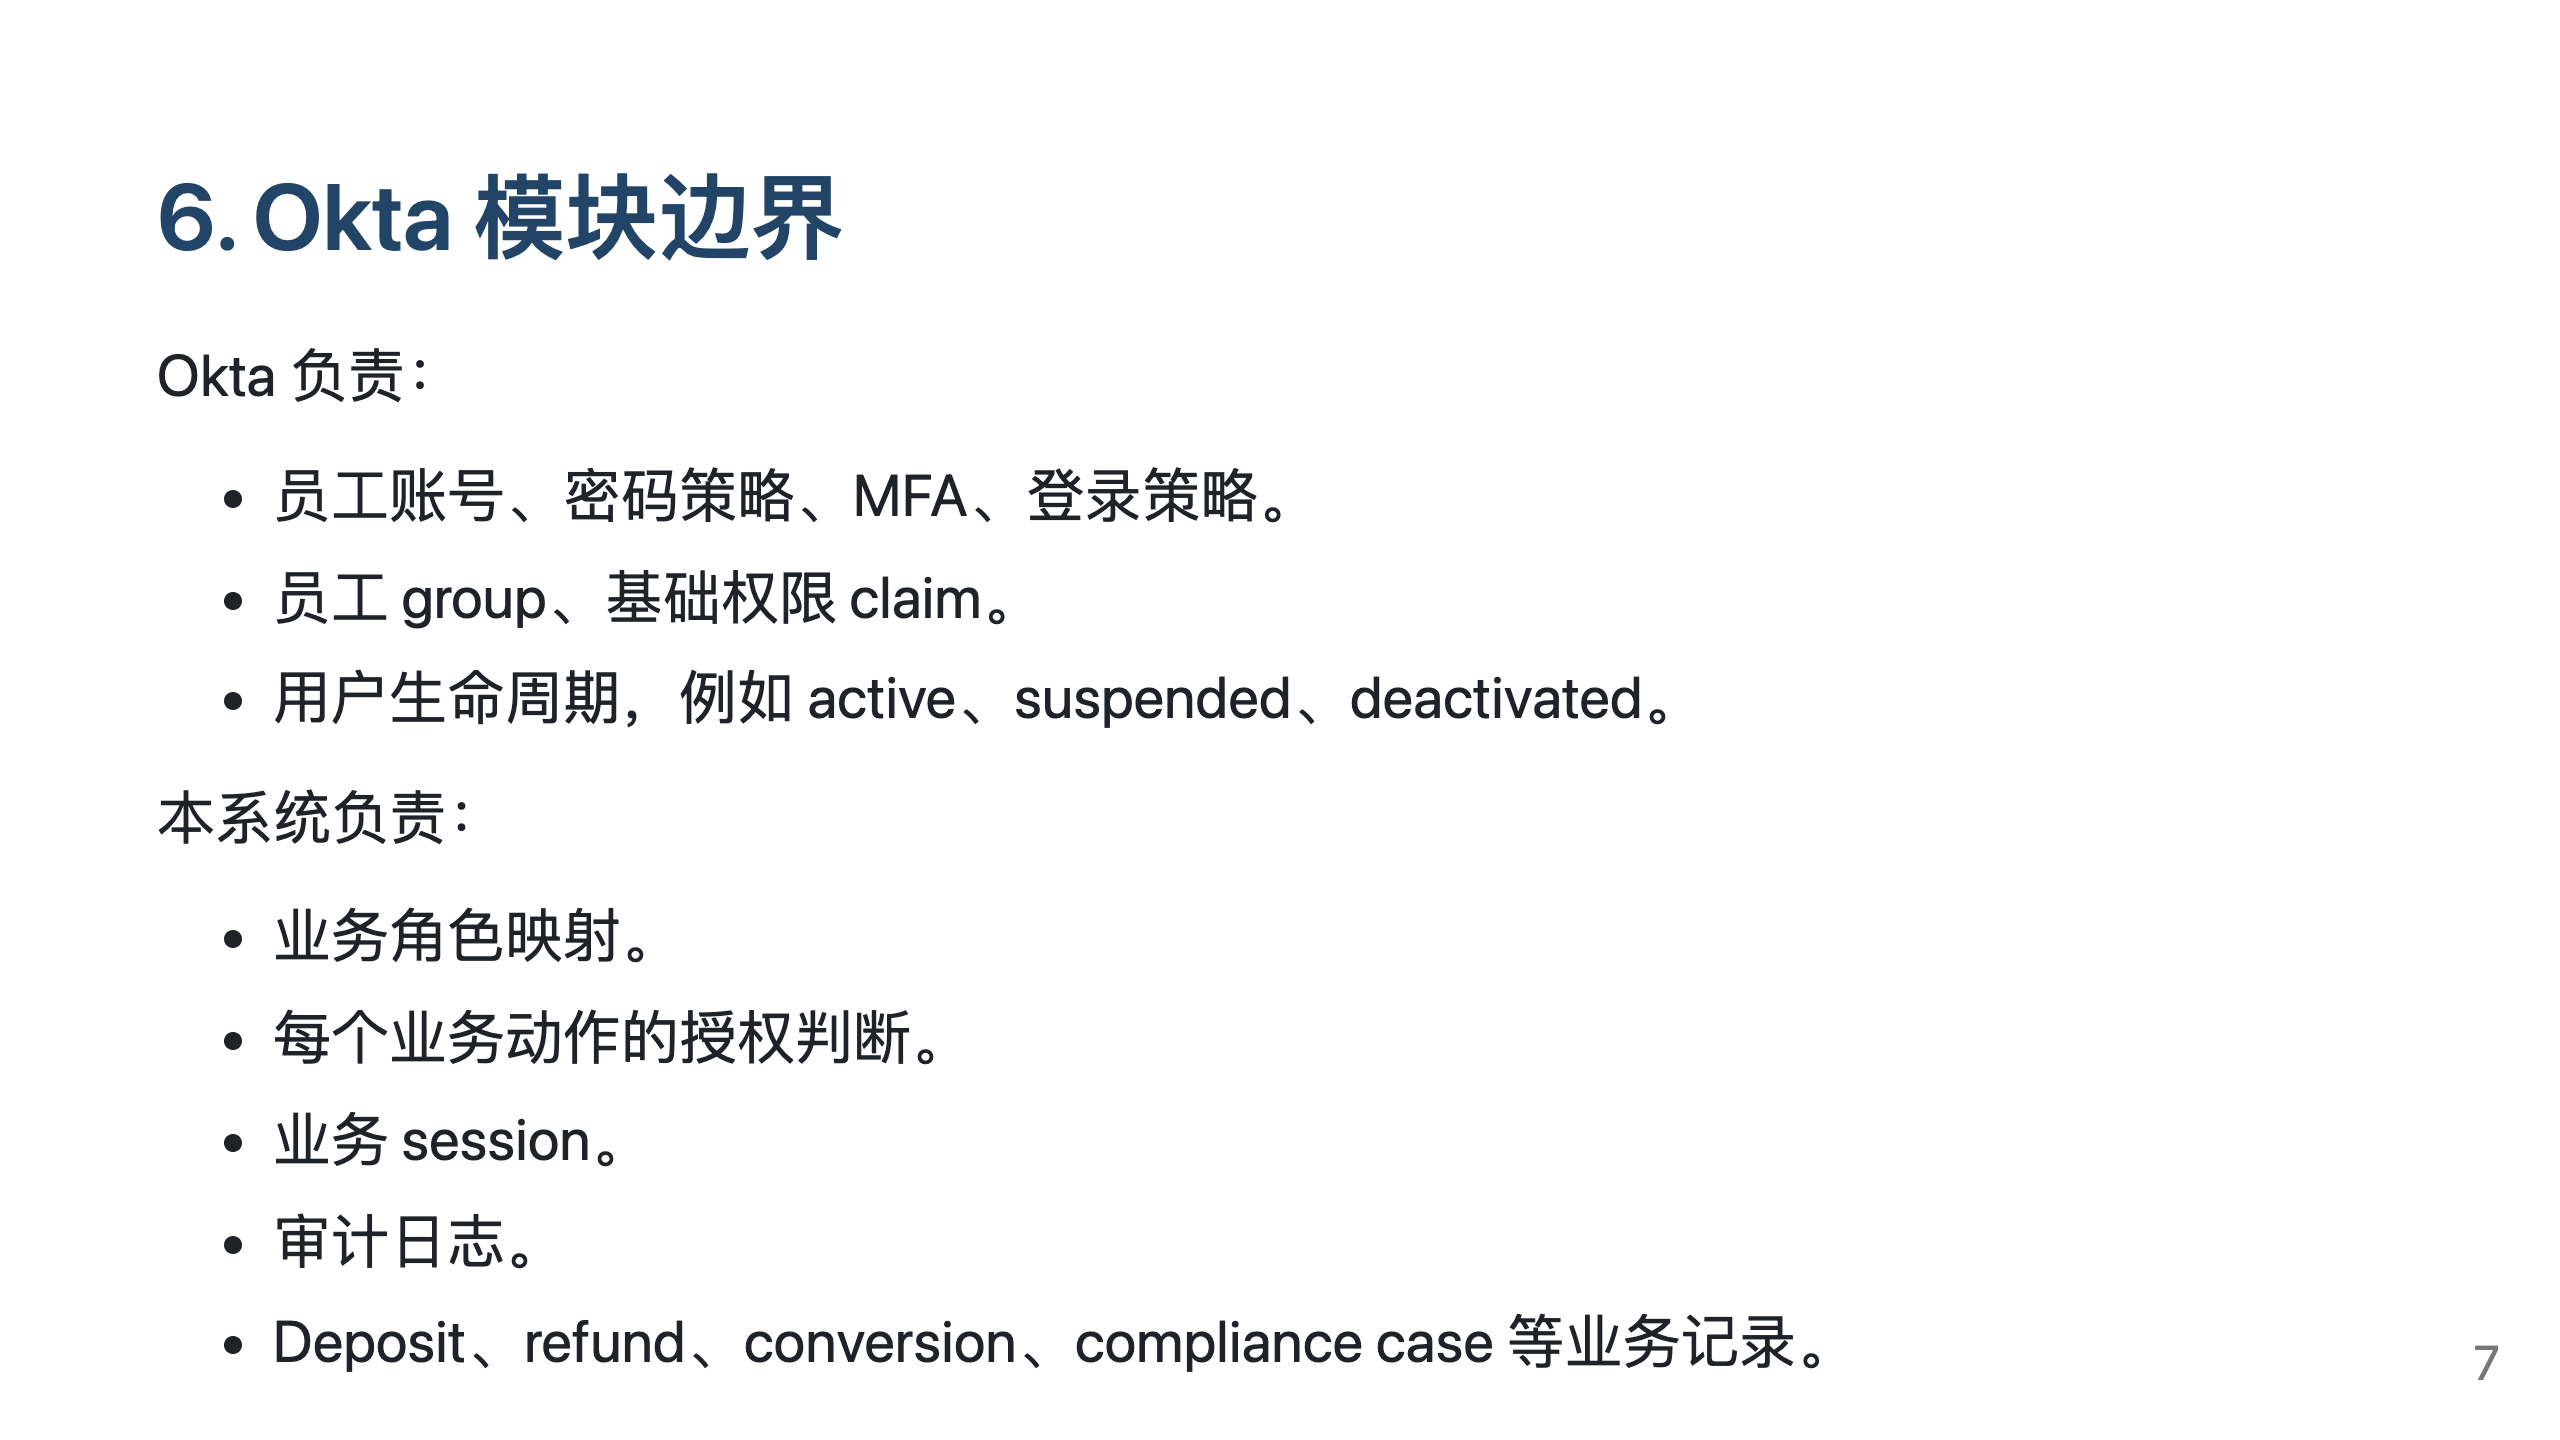 6. Okta 模块边界
Okta 负责：
• 员工账号、密码策略、MFA、登录策略。
• 员工 group、基础权限 claim。
• 用户生命周期，例如 active、suspended、deactivated。
本系统负责：
• 业务角色映射。
• 每个业务动作的授权判断。
• 业务 session。
• 审计日志。
• Deposit、refund、conversion、compliance case 等业务记录。
7